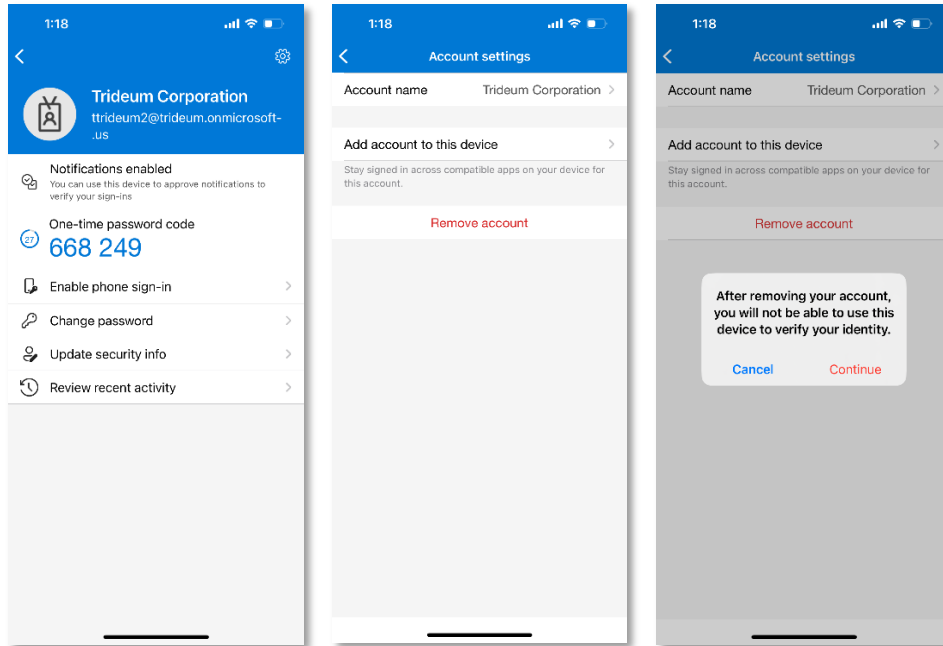 1:18
Trideum Corporation
ttrideum2@trideum.onmicrosoft-
.us
Notifications enabled
You can use this device to approve notifications to
verify your sign-ins
One-time password code
27
668 249
Enable phone sign-in
Change password
Update security info
Review recent activity
1:18
Account settings
Account name
Trideum Corporation
Add account to this device
Stay signed in across compatible apps on your device for
this account.
Remove account
1:18
Account settings
Account name
Trideum Corporation
Add account to this device
Stay signed in across compatible apps on your device for
this account.
Remove account
After removing your account,
you will not be able to use this
device to verify your identity.
Cancel
Continue